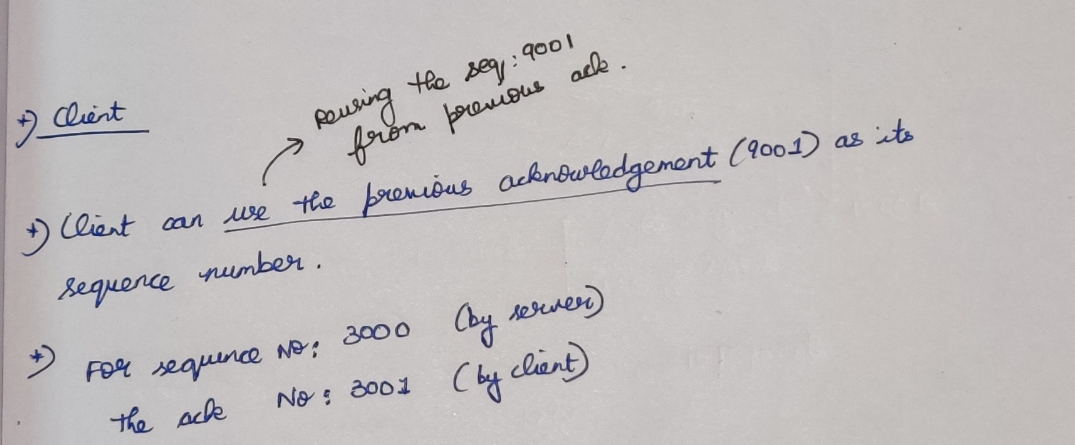 *) Client
Reusing the seq: 9001
from previous ack.
*) Client can use the previous acknowledgement (9001) as its
sequence number.
*) For sequence No: 3000 (by server)
the ack No: 3001 (by client)